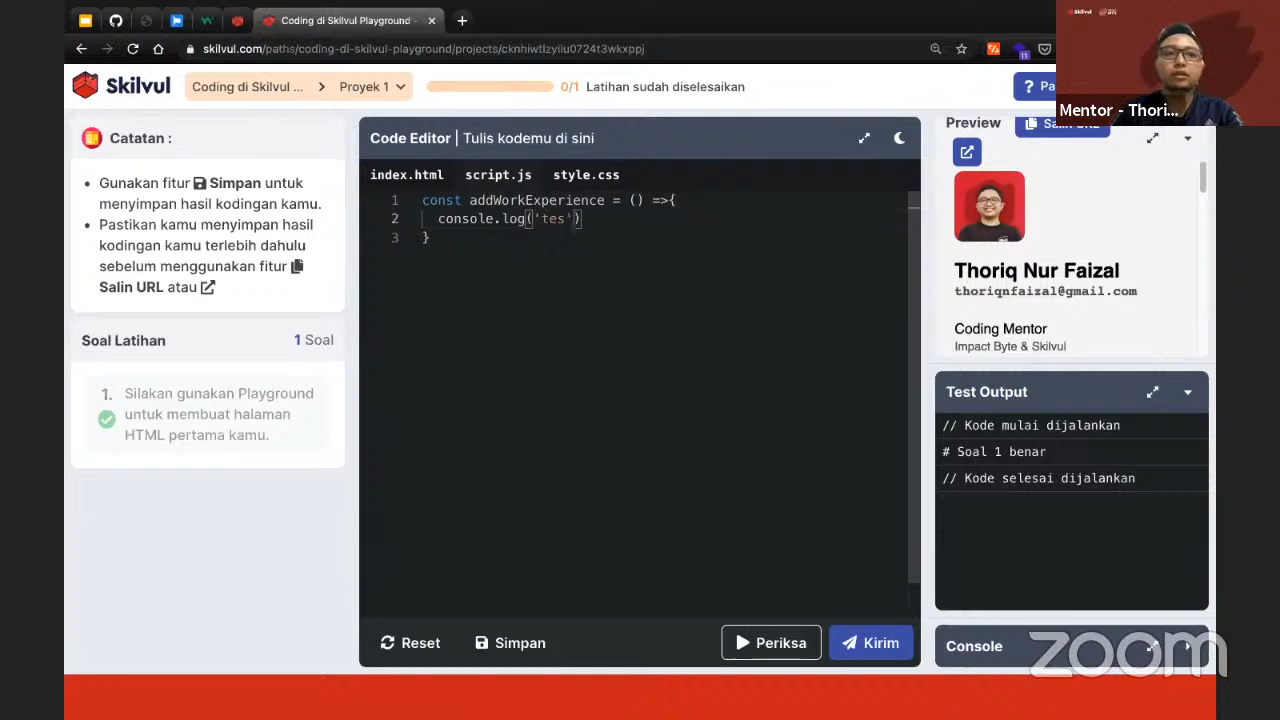 Coding di Skilvul Playground -
skilvul.com/paths/coding-di-skilvul-playground/projects/cknhiwtlzyiiu0724t3wkxppj
11
Skilvul
Coding di Skilvul ...
Proyek 1
0/1 Latihan sudah diselesaikan
? Pa
Skilvul
Mentor - Thori...
Catatan :
Gunakan fitur Simpan untuk
menyimpan hasil kodingan kamu.
Pastikan kamu menyimpan hasil
kodingan kamu terlebih dahulu
sebelum menggunakan fitur
Salin URL atau
Soal Latihan
1 Soal
1. Silakan gunakan Playground
untuk membuat halaman
HTML pertama kamu.
Code Editor | Tulis kodemu di sini
index.html script.js style.css
1 const addWorkExperience = () =>{
2 console.log('tes')
3 }
Reset
Simpan
Periksa
Kirim
Preview
Salin URL
Thoriq Nur Faizal
thoriqnfaizal@gmail.com
Coding Mentor
Impact Byte & Skilvul
Test Output
// Kode mulai dijalankan
# Soal 1 benar
// Kode selesai dijalankan
Console
zoom